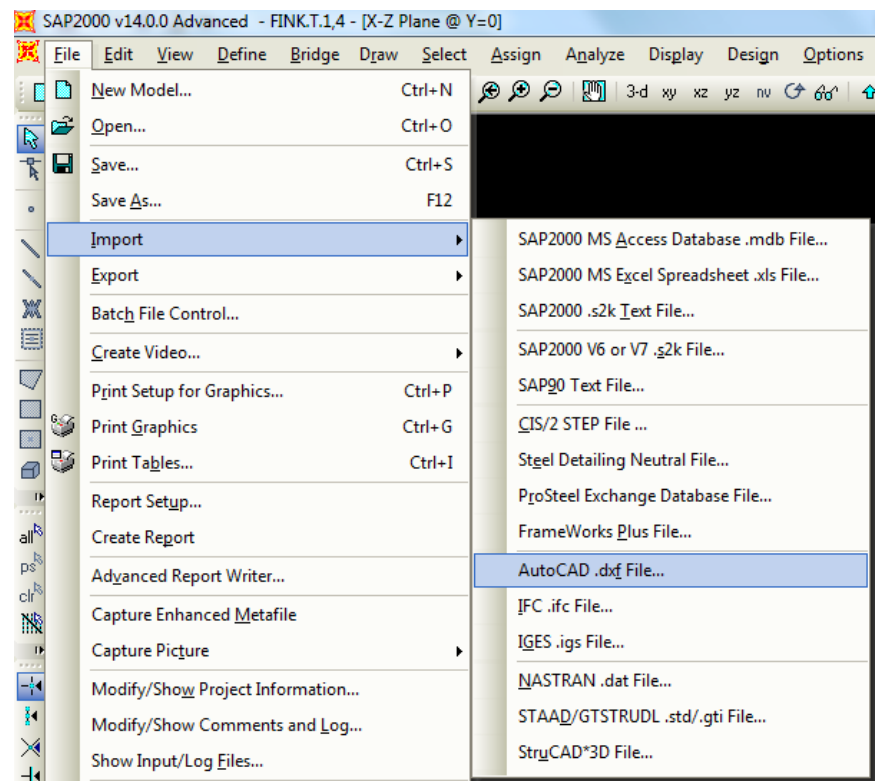 SAP2000 v14.0.0 Advanced - FINK.T.1,4 - [X-Z Plane @ Y=0]
File Edit View Define Bridge Draw Select Assign Analyze Display Design Options
3-d xy xz yz nv
New Model... Ctrl+N
Open... Ctrl+O
Save... Ctrl+S
Save As... F12
Import
Export
Batch File Control...
Create Video...
Print Setup for Graphics... Ctrl+P
Print Graphics Ctrl+G
Print Tables... Ctrl+I
Report Setup...
Create Report
Advanced Report Writer...
Capture Enhanced Metafile
Capture Picture
Modify/Show Project Information...
Modify/Show Comments and Log...
Show Input/Log Files...
SAP2000 MS Access Database .mdb File...
SAP2000 MS Excel Spreadsheet .xls File...
SAP2000 .s2k Text File...
SAP2000 V6 or V7 .s2k File...
SAP90 Text File...
CIS/2 STEP File ...
Steel Detailing Neutral File...
ProSteel Exchange Database File...
FrameWorks Plus File...
AutoCAD .dxf File...
IFC .ifc File...
IGES .igs File...
NASTRAN .dat File...
STAAD/GTSTRUDL .std/.gti File...
StruCAD*3D File...
all
ps
clr